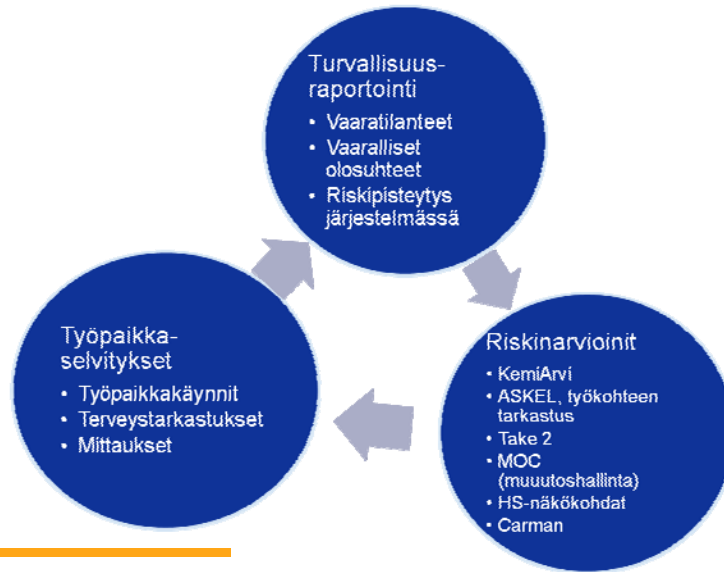 Turvallisuus-
raportointi
• Vaaratilanteet
• Vaaralliset
olosuhteet
• Riskipisteytys
järjestelmässä
Riskinarvioinit
• KemiArvi
• ASKEL, työkohteen
tarkastus
• Take 2
• MOC
(muuutoshallinta)
• HS-näkökohdat
• Carman
Työpaikka-
selvitykset
• Työpaikkakäynnit
• Terveystarkastukset
• Mittaukset